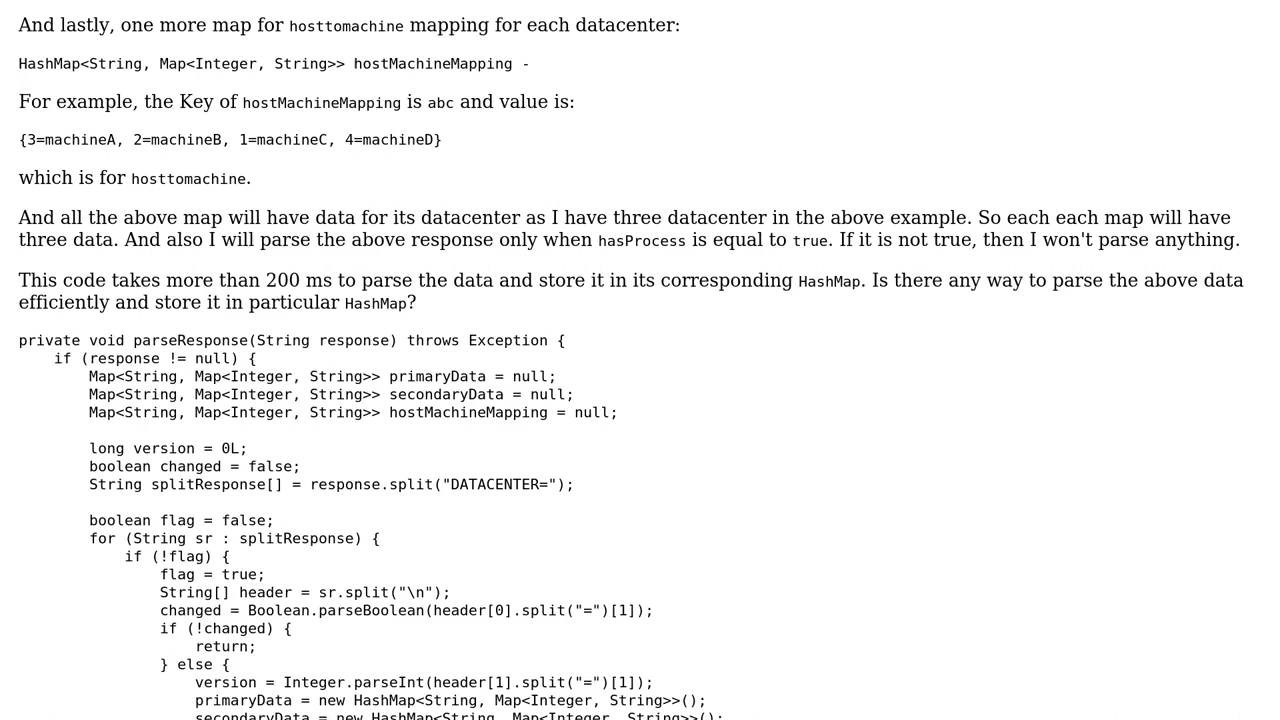 And lastly, one more map for hosttomachine mapping for each datacenter:
HashMap<String, Map<Integer, String>> hostMachineMapping -
For example, the Key of hostMachineMapping is abc and value is:
{3=machineA, 2=machineB, 1=machineC, 4=machineD}
which is for hosttomachine.
And all the above map will have data for its datacenter as I have three datacenter in the above example. So each each map will have
three data. And also I will parse the above response only when hasProcess is equal to true. If it is not true, then I won't parse anything.
This code takes more than 200 ms to parse the data and store it in its corresponding HashMap. Is there any way to parse the above data
efficiently and store it in particular HashMap?
private void parseResponse(String response) throws Exception {
    if (response != null) {
        Map<String, Map<Integer, String>> primaryData = null;
        Map<String, Map<Integer, String>> secondaryData = null;
        Map<String, Map<Integer, String>> hostMachineMapping = null;
        long version = 0L;
        boolean changed = false;
        String splitResponse[] = response.split("DATACENTER=");
        boolean flag = false;
        for (String sr : splitResponse) {
            if (!flag) {
                flag = true;
                String[] header = sr.split("\n");
                changed = Boolean.parseBoolean(header[0].split("=")[1]);
                if (!changed) {
                    return;
                } else {
                    version = Integer.parseInt(header[1].split("=")[1]);
                    primaryData = new HashMap<String, Map<Integer, String>>();
                    secondaryData = new HashMap<String, Map<Integer, String>>();